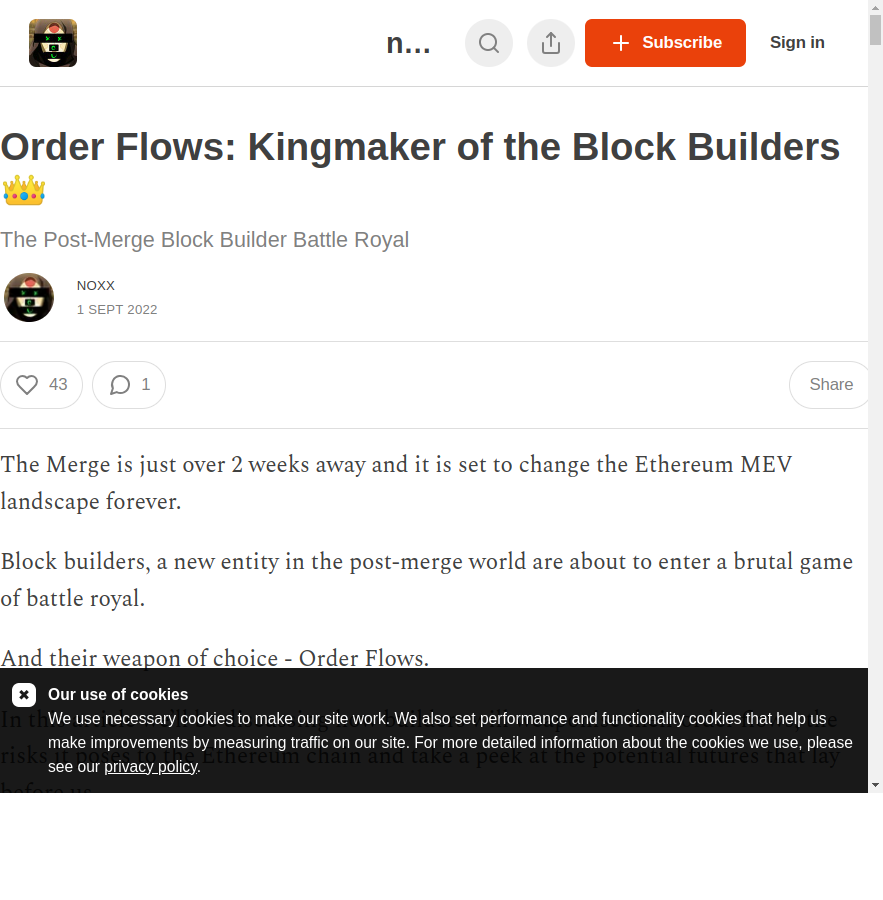 n...
Subscribe
Sign in
Order Flows: Kingmaker of the Block Builders
👑
The Post-Merge Block Builder Battle Royal
NOXX
1 SEPT 2022
43
1
Share
The Merge is just over 2 weeks away and it is set to change the Ethereum MEV
landscape forever.
Block builders, a new entity in the post-merge world are about to enter a brutal game
of battle royal.
And their weapon of choice - Order Flows.
Our use of cookies
We use necessary cookies to make our site work. We also set performance and functionality cookies that help us
make improvements by measuring traffic on our site. For more detailed information about the cookies we use, please
see our privacy policy.
risks it poses to the Ethereum chain and take a peek at the potential futures that lay
before us.